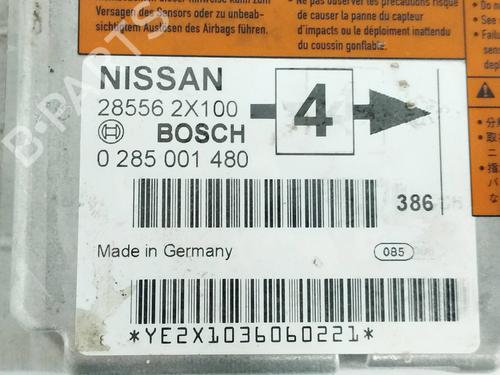 Versagen des Sensors oder zu unbeab-
sichtigtem Auslösen des Airbags führen.
Ne pas observer les précautions risque
de causer la panne du capteur
d'impacts ou le déploiement inattendu
du coussin gonflable.
NISSAN
28556 2X100
4
BOSCH
0 285 001 480
386
Made in Germany
085
*YE2X1036060221*
B-PARTS